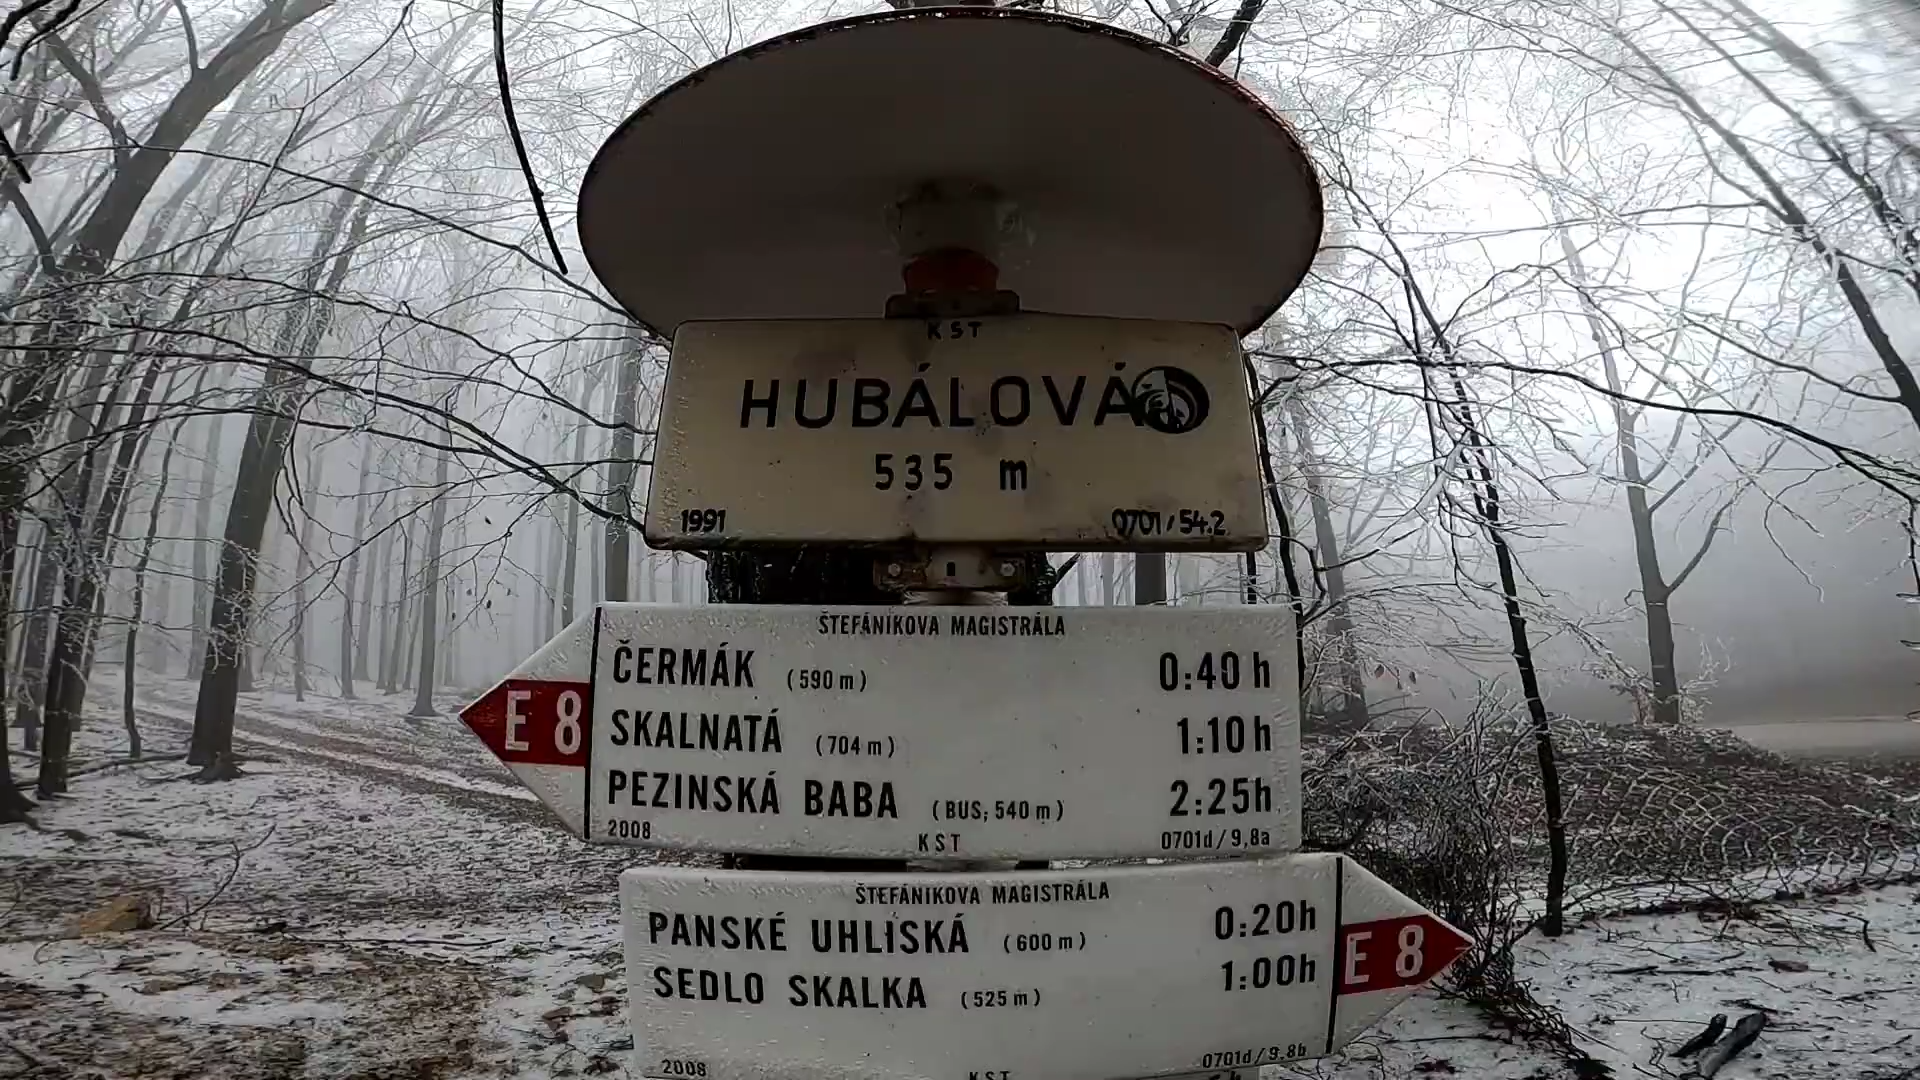 KST
HUBÁLOVÁ
535 m
1991 0701/54.2
ŠTEFÁNIKOVA MAGISTRÁLA
ČERMÁK (590 m) 0:40 h
E 8
SKALNATÁ (704 m) 1:10 h
PEZINSKÁ BABA (BUS; 540 m) 2:25h
2008 KST 0701d/9,8a
ŠTEFÁNIKOVA MAGISTRÁLA
PANSKÉ UHLISKÁ (600 m) 0:20h
E 8
SEDLO SKALKA (525 m) 1:00h
2008 KST 0701d/9.8b